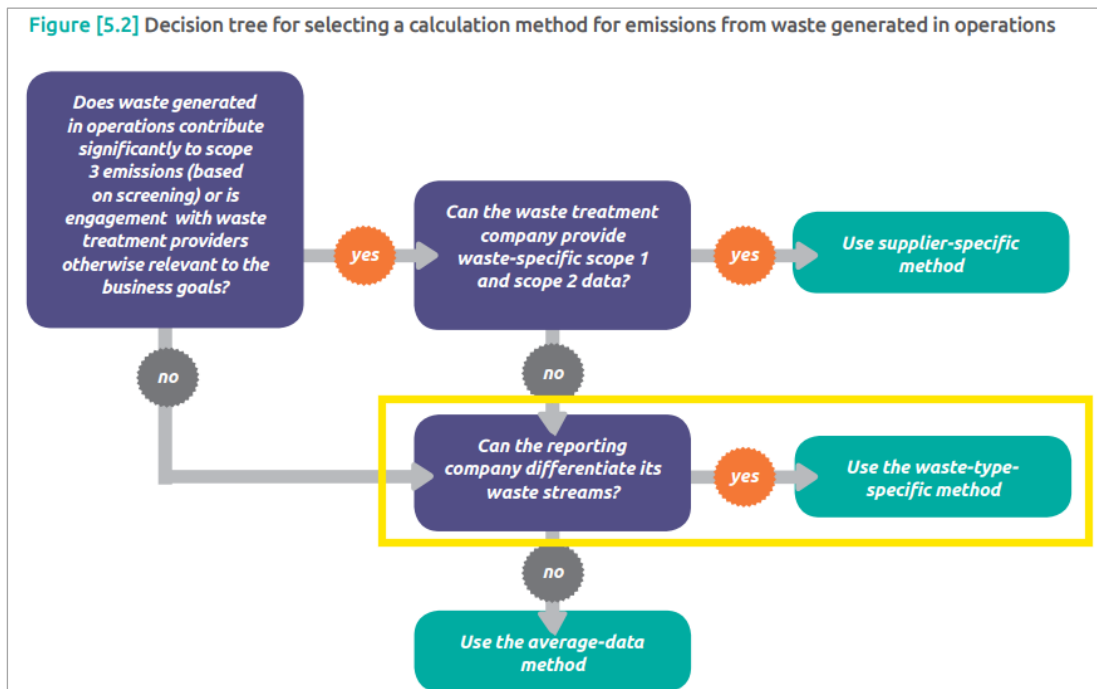 Figure [5.2] Decision tree for selecting a calculation method for emissions from waste generated in operations
Does waste generated
in operations contribute
significantly to scope
3 emissions (based
on screening) or is
engagement with waste
treatment providers
otherwise relevant to the
business goals?
yes
Can the waste treatment
company provide
waste-specific scope 1
and scope 2 data?
yes
Use supplier-specific
method
no
no
Can the reporting
company differentiate its
waste streams?
yes
Use the waste-type-
specific method
no
Use the average-data
method